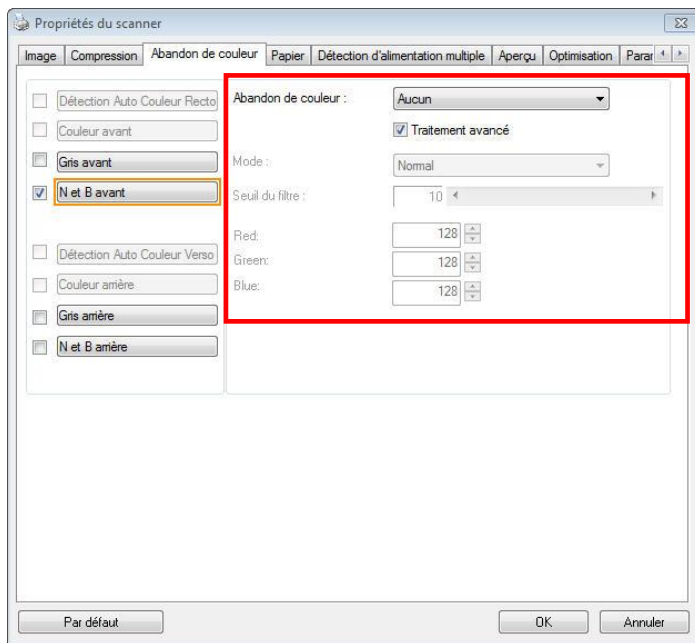 Propriétés du scanner
Image Compression Abandon de couleur Papier Détection d'alimentation multiple Aperçu Optimisation Parar
Détection Auto Couleur Recto
Couleur avant
Gris avant
N et B avant
Détection Auto Couleur Verso
Couleur arrière
Gris arrière
N et B arrière
Abandon de couleur : Aucun
Traitement avancé
Mode : Normal
Seuil du filtre : 10
Red: 128
Green: 128
Blue: 128
Par défaut OK Annuler